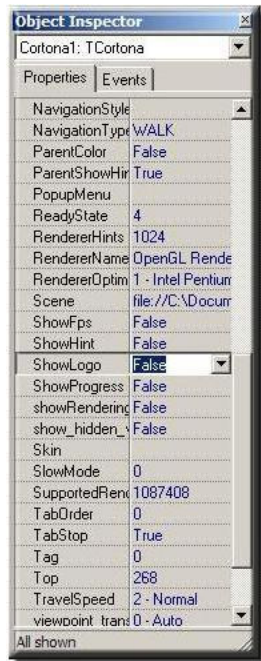 Object Inspector
Cortona1: TCortona
Properties Events
NavigationStyle
NavigationType WALK
ParentColor False
ParentShowHin True
PopupMenu
ReadyState 4
RendererHints 1024
RendererName OpenGL Rende
RendererOptim 1 - Intel Pentium
Scene file://C:\Docum
ShowFps False
ShowHint False
ShowLogo False
ShowProgress False
showRendering False
show_hidden_ False
Skin
SlowMode 0
SupportedRend 1087408
TabOrder 0
TabStop True
Tag 0
Top 268
TravelSpeed 2 - Normal
viewpoint_trans 0 - Auto
All shown